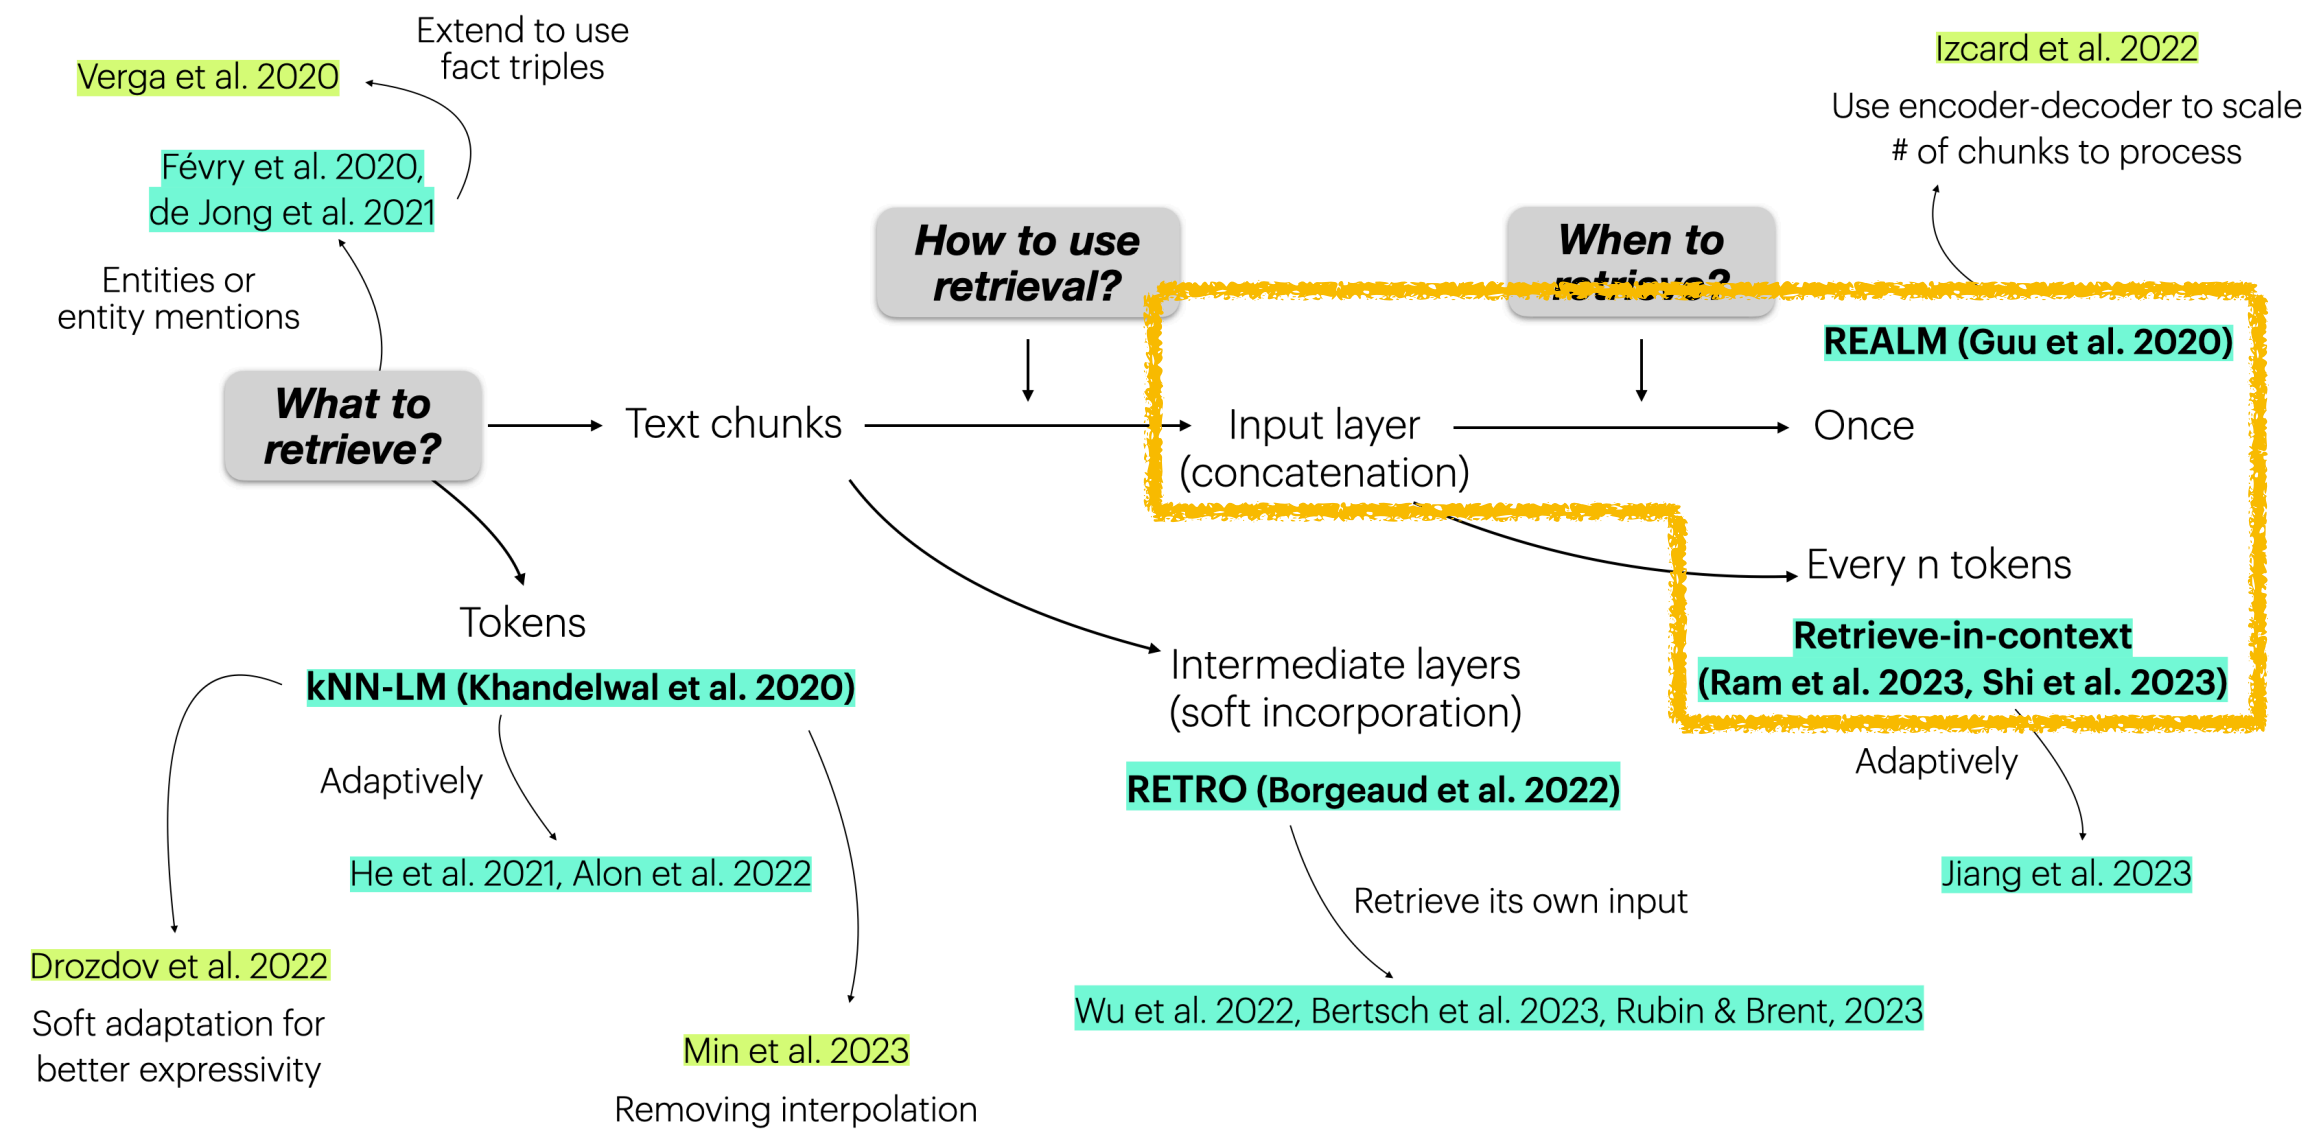 Extend to use
fact triples
Verga et al. 2020
Févry et al. 2020,
de Jong et al. 2021
Entities or
entity mentions
What to
retrieve?
Text chunks
How to use
retrieval?
Input layer
(concatenation)
When to
retrieve?
Izcard et al. 2022
Use encoder-decoder to scale
# of chunks to process
REALM (Guu et al. 2020)
Once
Every n tokens
Retrieve-in-context
(Ram et al. 2023, Shi et al. 2023)
Adaptively
Jiang et al. 2023
Intermediate layers
(soft incorporation)
RETRO (Borgeaud et al. 2022)
Retrieve its own input
Wu et al. 2022, Bertsch et al. 2023, Rubin & Brent, 2023
Tokens
kNN-LM (Khandelwal et al. 2020)
Adaptively
He et al. 2021, Alon et al. 2022
Drozdov et al. 2022
Soft adaptation for
better expressivity
Min et al. 2023
Removing interpolation